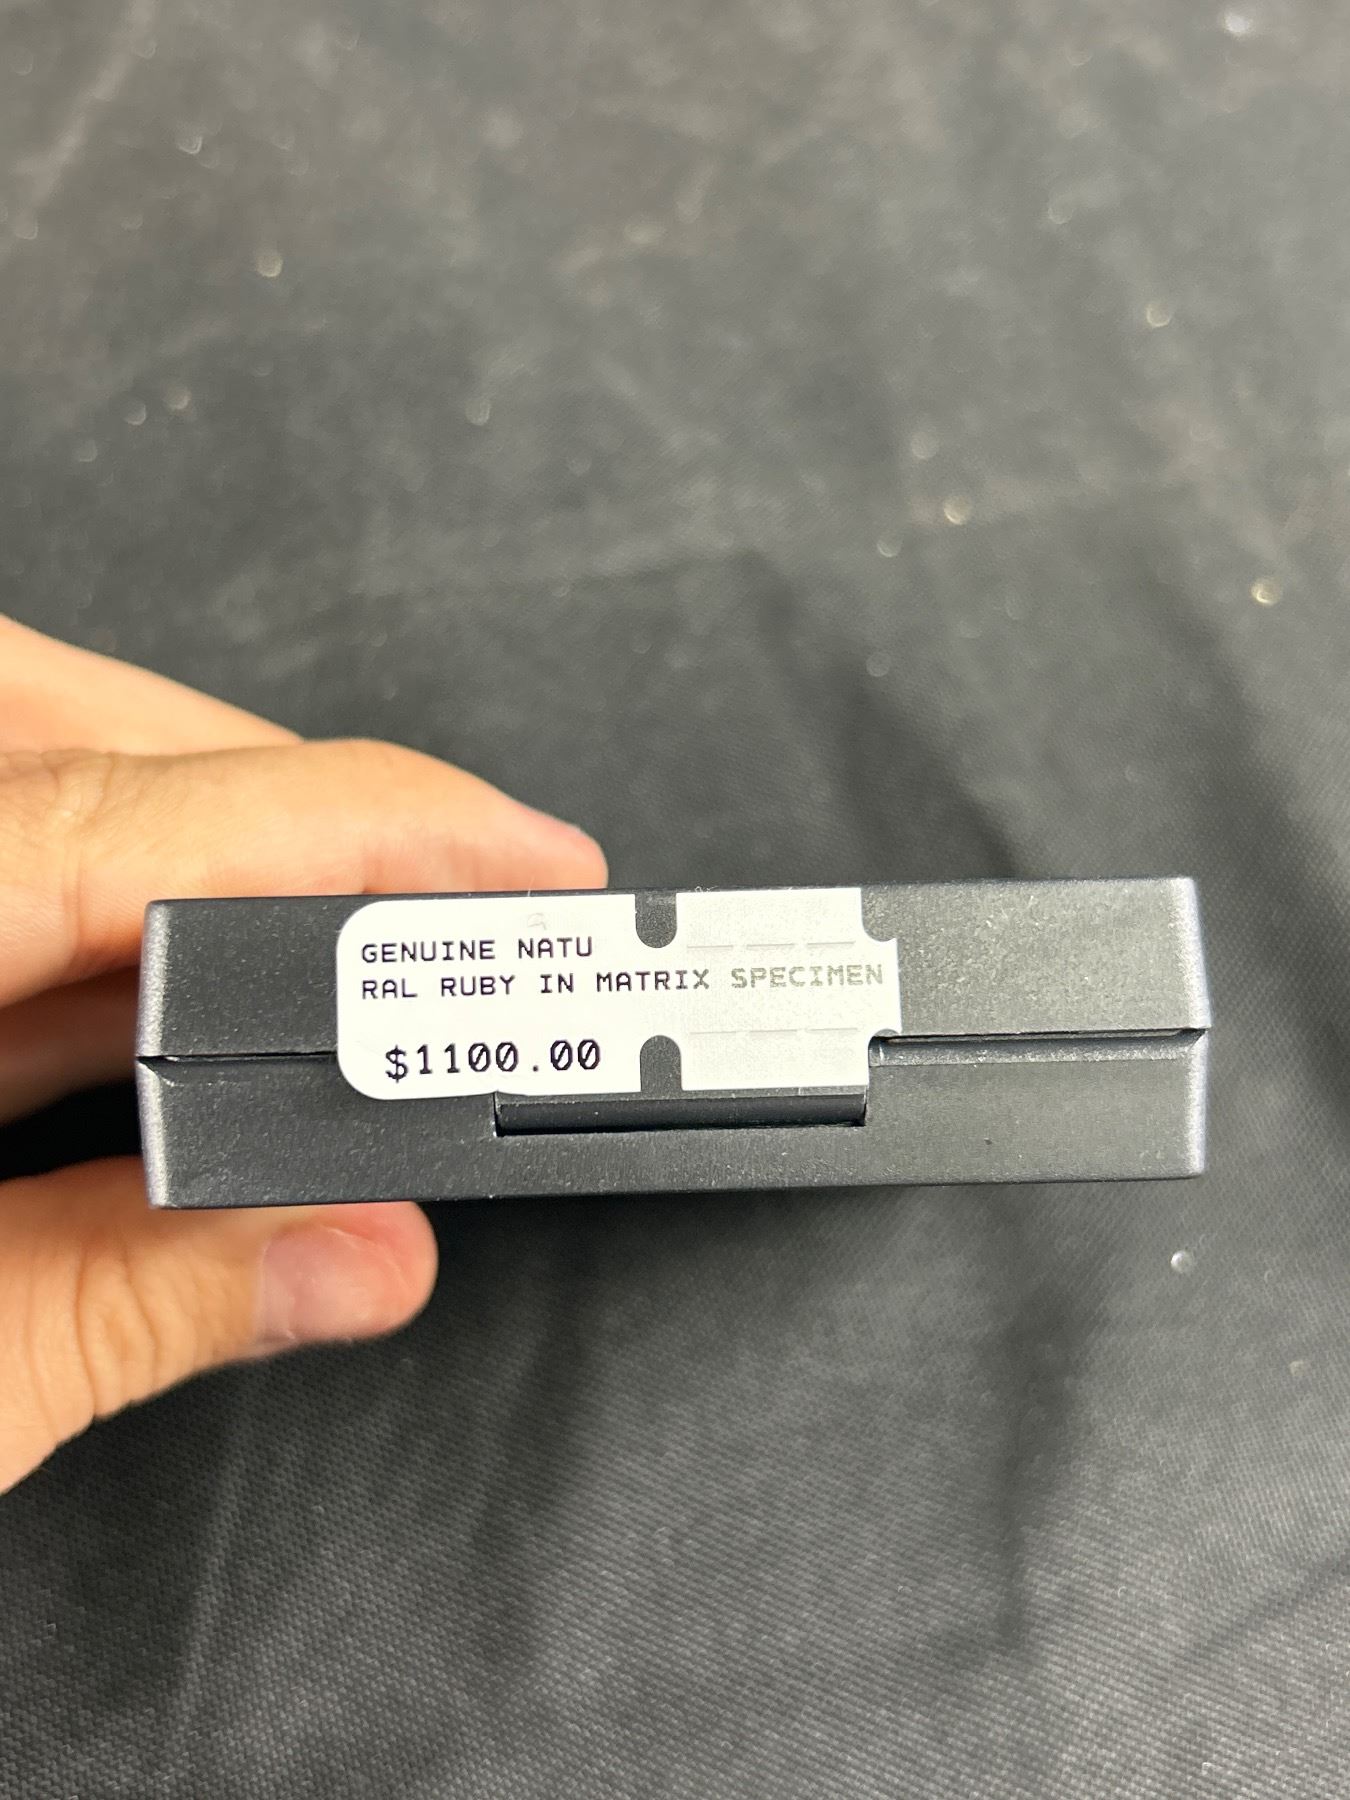 GENUINE NATU
RAL RUBY IN MATRIX SPECIMEN
$1100.00